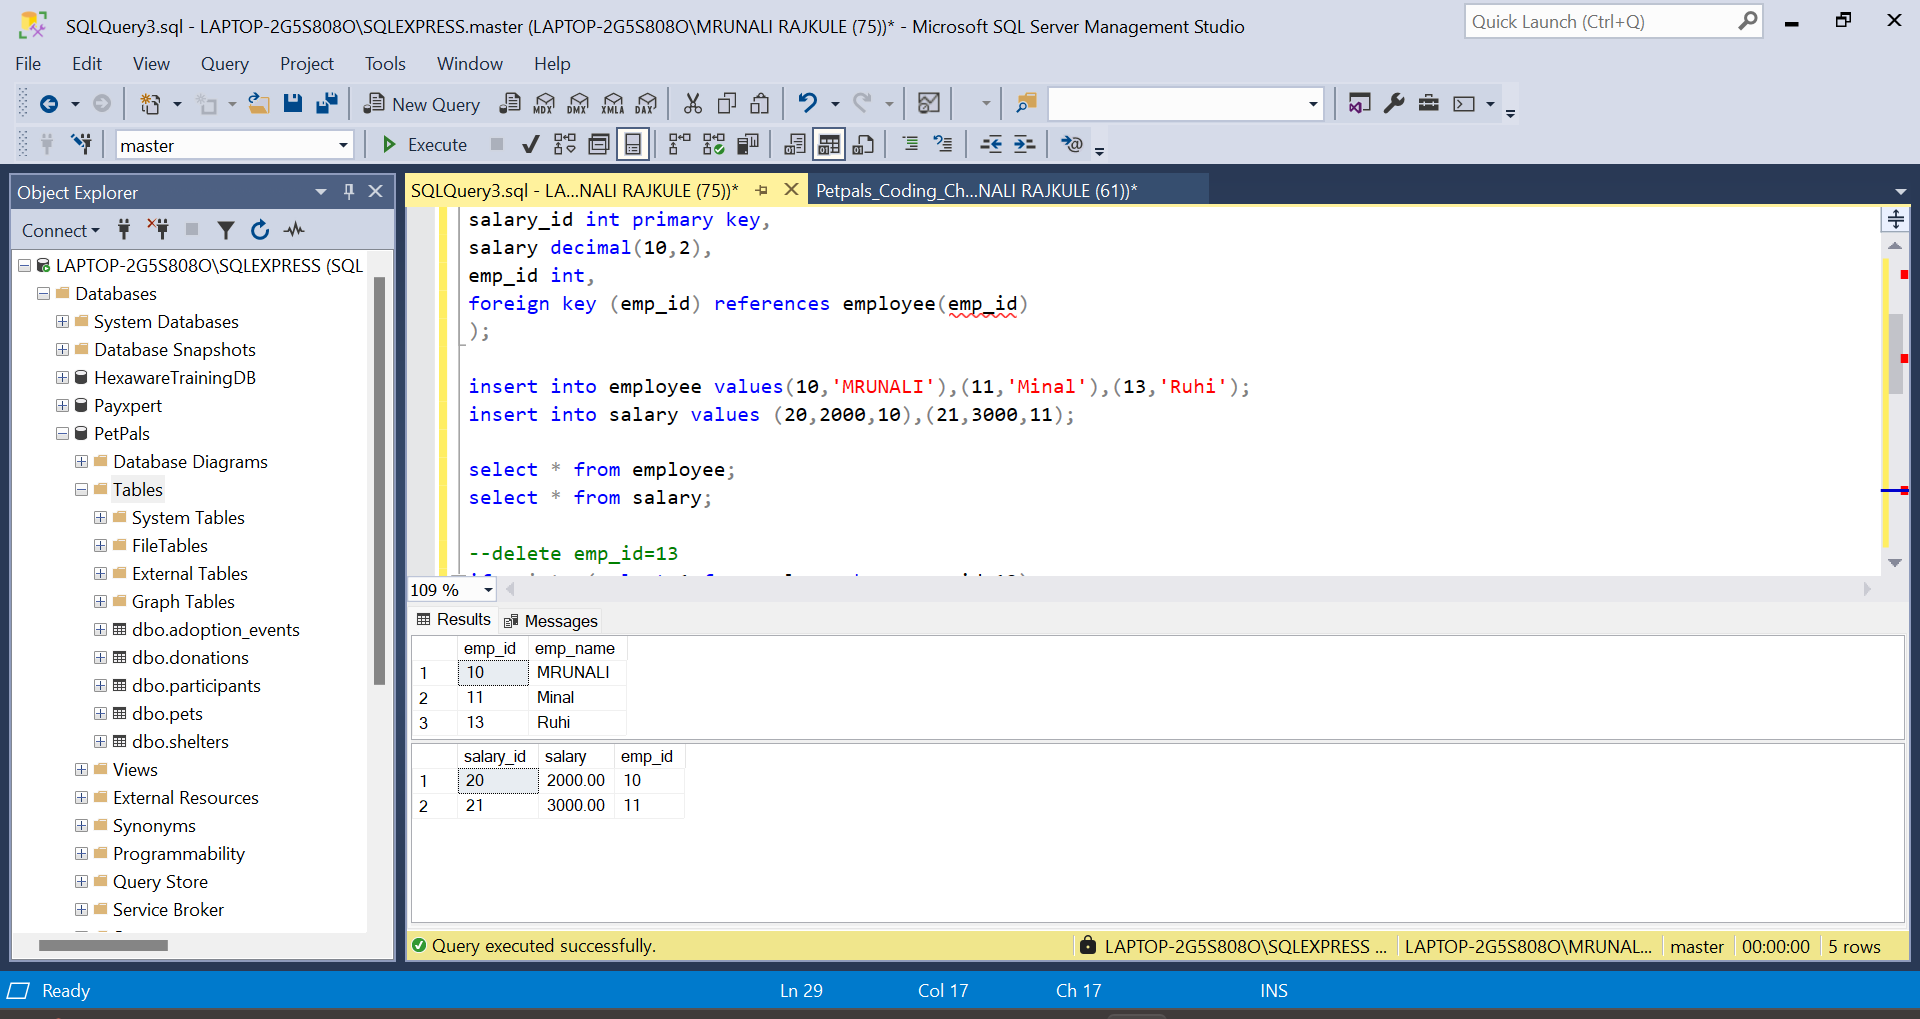 SQLQuery3.sql - LAPTOP-2G5S808O\SQLEXPRESS.master (LAPTOP-2G5S808O\MRUNALI RAJKULE (75))* - Microsoft SQL Server Management Studio
Quick Launch (Ctrl+Q)
File Edit View Query Project Tools Window Help
New Query MDX DMX XMLA DAX
master Execute
Object Explorer
SQLQuery3.sql - LA...NALI RAJKULE (75))* Petpals_Coding_Ch...NALI RAJKULE (61))*
Connect
LAPTOP-2G5S808O\SQLEXPRESS (SQL
Databases
System Databases
Database Snapshots
HexawareTrainingDB
Payxpert
PetPals
Database Diagrams
Tables
System Tables
FileTables
External Tables
Graph Tables
dbo.adoption_events
dbo.donations
dbo.participants
dbo.pets
dbo.shelters
Views
External Resources
Synonyms
Programmability
Query Store
Service Broker
salary_id int primary key,
salary decimal(10,2),
emp_id int,
foreign key (emp_id) references employee(emp_id)
);
insert into employee values(10,'MRUNALI'),(11,'Minal'),(13,'Ruhi');
insert into salary values (20,2000,10),(21,3000,11);
select * from employee;
select * from salary;
--delete emp_id=13
109 %
Results Messages
emp_id emp_name
1 10 MRUNALI
2 11 Minal
3 13 Ruhi
salary_id salary emp_id
1 20 2000.00 10
2 21 3000.00 11
Query executed successfully. LAPTOP-2G5S808O\SQLEXPRESS ... LAPTOP-2G5S808O\MRUNAL... master 00:00:00 5 rows
Ready Ln 29 Col 17 Ch 17 INS